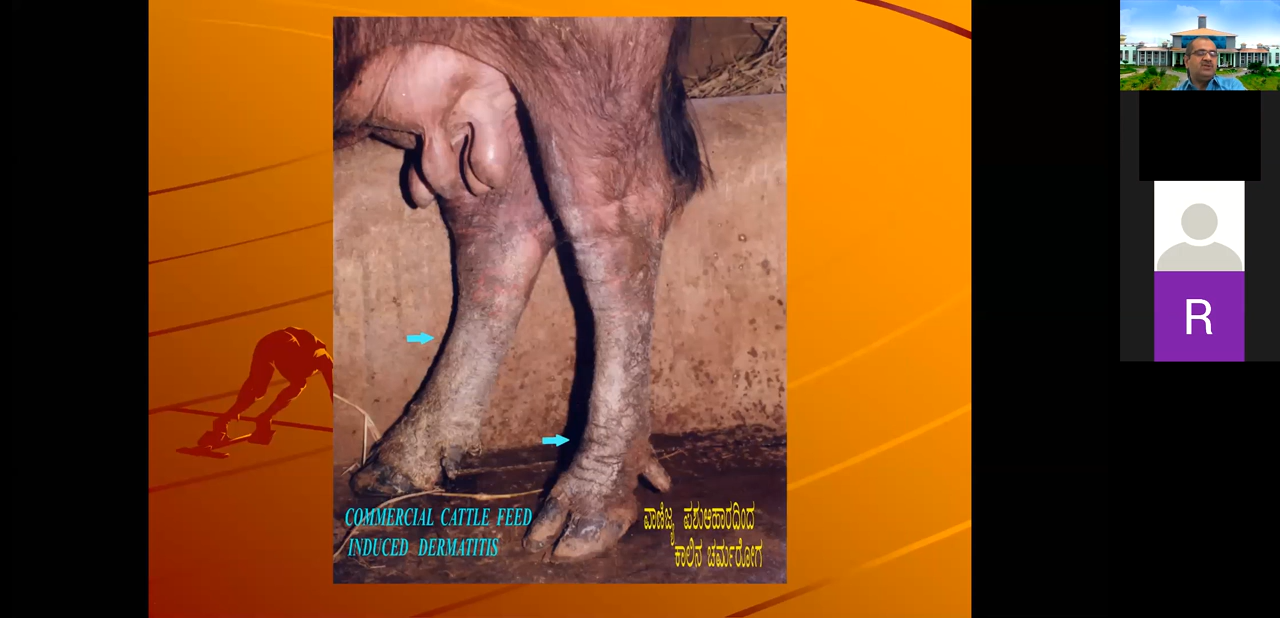 COMMERCIAL CATTLE FEED
INDUCED DERMATITIS
ವಾಣಿಜ್ಯ ಪಶುಆಹಾರದಿಂದ
ಕಾಲಿನ ಚರ್ಮರೋಗ
R